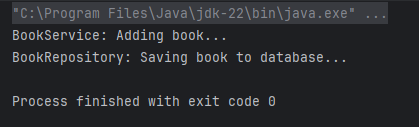 "C:\Program Files\Java\jdk-22\bin\java.exe" ...
BookService: Adding book...
BookRepository: Saving book to database...
Process finished with exit code 0